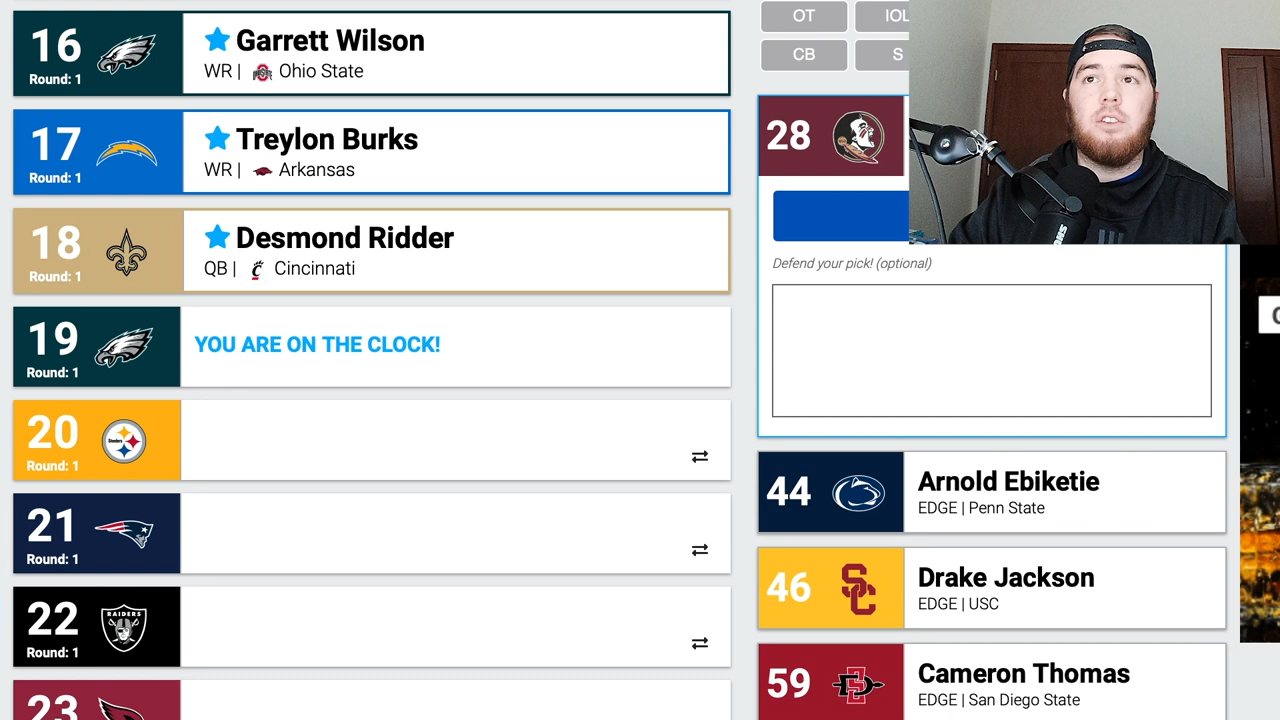 16
Round: 1
Garrett Wilson
WR | Ohio State
17
Round: 1
Treylon Burks
WR | Arkansas
18
Round: 1
Desmond Ridder
QB | Cincinnati
19
Round: 1
YOU ARE ON THE CLOCK!
20
Round: 1
Steelers
21
Round: 1
22
Round: 1
RAIDERS
23
OT
IOL
CB
S
28
Defend your pick! (optional)
44
Arnold Ebiketie
EDGE | Penn State
46
SC
Drake Jackson
EDGE | USC
59
Cameron Thomas
EDGE | San Diego State